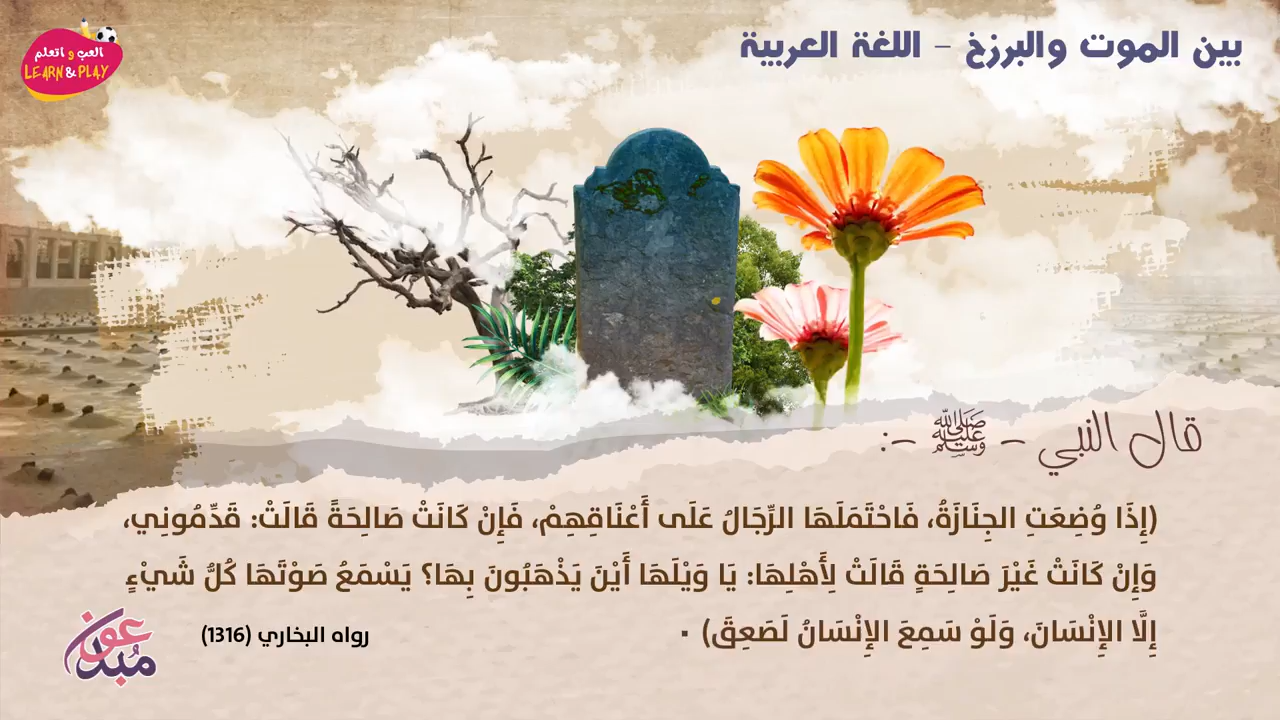 العب و اتعلم
LEARN & PLAY
بين الموت والبرزخ – اللغة العربية
قال النبي – ﷺ –:
(إِذَا وُضِعَتِ الجِنَازَةُ، فَاحْتَمَلَهَا الرِّجَالُ عَلَى أَعْنَاقِهِمْ، فَإِنْ كَانَتْ صَالِحَةً قَالَتْ: قَدِّمُونِي،
وَإِنْ كَانَتْ غَيْرَ صَالِحَةٍ قَالَتْ لِأَهْلِهَا: يَا وَيْلَهَا أَيْنَ يَذْهَبُونَ بِهَا؟ يَسْمَعُ صَوْتَهَا كُلُّ شَيْءٍ
إِلَّا الإِنْسَانَ، وَلَوْ سَمِعَ الإِنْسَانُ لَصَعِقَ) .
رواه البخاري (1316)
مُبدعون